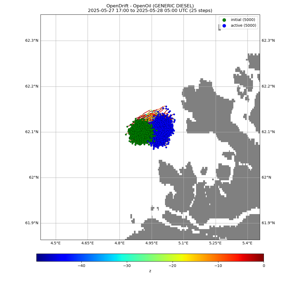 OpenDrift - OpenOil (GENERIC DIESEL)
2025-05-27 17:00 to 2025-05-28 05:00 UTC (25 steps)
initial (5000)
active (5000)
62.3°N
62.3°N
62.2°N
62.2°N
62.1°N
62.1°N
62°N
62°N
61.9°N
61.9°N
4.5°E
4.65°E
4.8°E
4.95°E
5.1°E
5.25°E
5.4°E
−40
−30
−20
−10
0
z